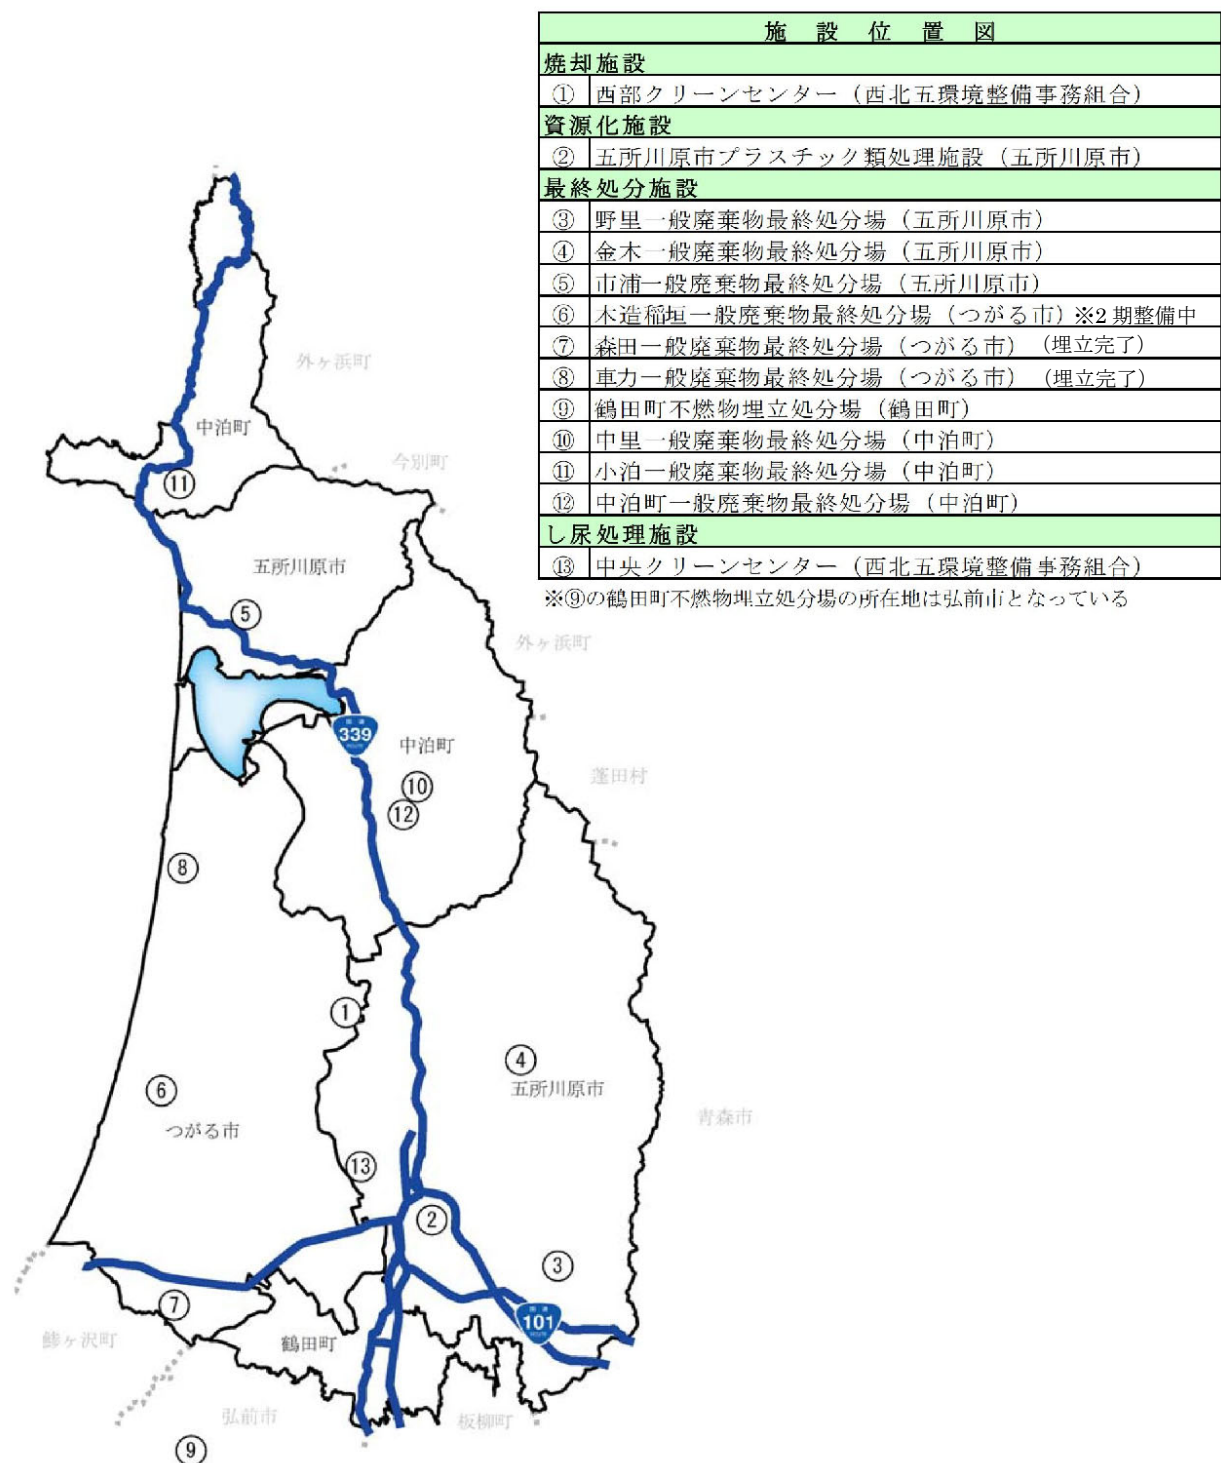 施設位置図
焼却施設
① 西部クリーンセンター（西北五環境整備事務組合）
資源化施設
② 五所川原市プラスチック類処理施設（五所川原市）
最終処分施設
③ 野里一般廃棄物最終処分場（五所川原市）
④ 金木一般廃棄物最終処分場（五所川原市）
⑤ 市浦一般廃棄物最終処分場（五所川原市）
⑥ 木造稲垣一般廃棄物最終処分場（つがる市）※2期整備中
⑦ 森田一般廃棄物最終処分場（つがる市）（埋立完了）
⑧ 車力一般廃棄物最終処分場（つがる市）（埋立完了）
⑨ 鶴田町不燃物埋立処分場（鶴田町）
⑩ 中里一般廃棄物最終処分場（中泊町）
⑪ 小泊一般廃棄物最終処分場（中泊町）
⑫ 中泊町一般廃棄物最終処分場（中泊町）
し尿処理施設
⑬ 中央クリーンセンター（西北五環境整備事務組合）
※⑨の鶴田町不燃物埋立処分場の所在地は弘前市となっている
外ヶ浜町
中泊町
今別町
⑪
五所川原市
⑤
外ヶ浜町
国道
339
ROUTE
中泊町
蓬田村
⑩
⑫
⑧
①
④
五所川原市
⑥
つがる市
青森市
⑬
②
③
⑦
国道
101
ROUTE
鰺ヶ沢町
鶴田町
弘前市
板柳町
⑨